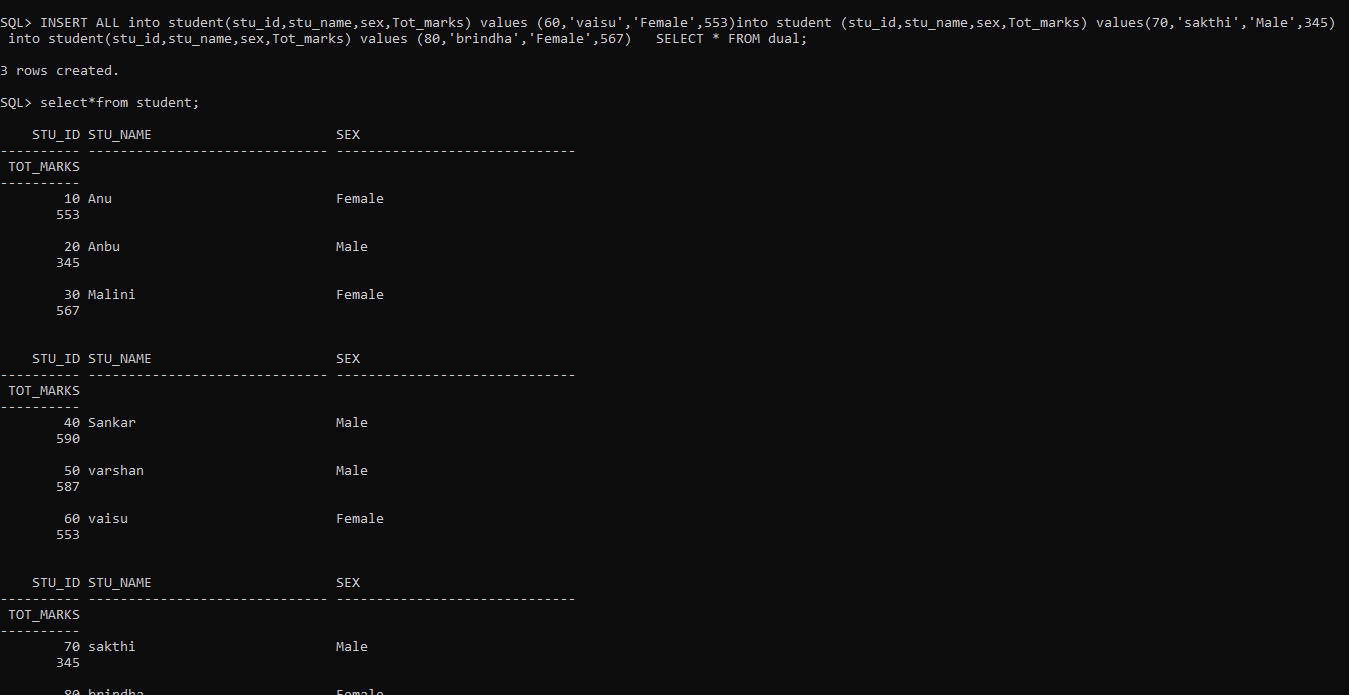 SQL> INSERT ALL into student(stu_id,stu_name,sex,Tot_marks) values (60,'vaisu','Female',553)into student (stu_id,stu_name,sex,Tot_marks) values(70,'sakthi','Male',345)
 into student(stu_id,stu_name,sex,Tot_marks) values (80,'brindha','Female',567)   SELECT * FROM dual;
3 rows created.
SQL> select*from student;
    STU_ID STU_NAME                       SEX
---------- ------------------------------ ------------------------------
 TOT_MARKS
----------
        10 Anu                            Female
       553
        20 Anbu                           Male
       345
        30 Malini                         Female
       567
    STU_ID STU_NAME                       SEX
---------- ------------------------------ ------------------------------
 TOT_MARKS
----------
        40 Sankar                         Male
       590
        50 varshan                        Male
       587
        60 vaisu                          Female
       553
    STU_ID STU_NAME                       SEX
---------- ------------------------------ ------------------------------
 TOT_MARKS
----------
        70 sakthi                         Male
       345
        80 brindha                        Female